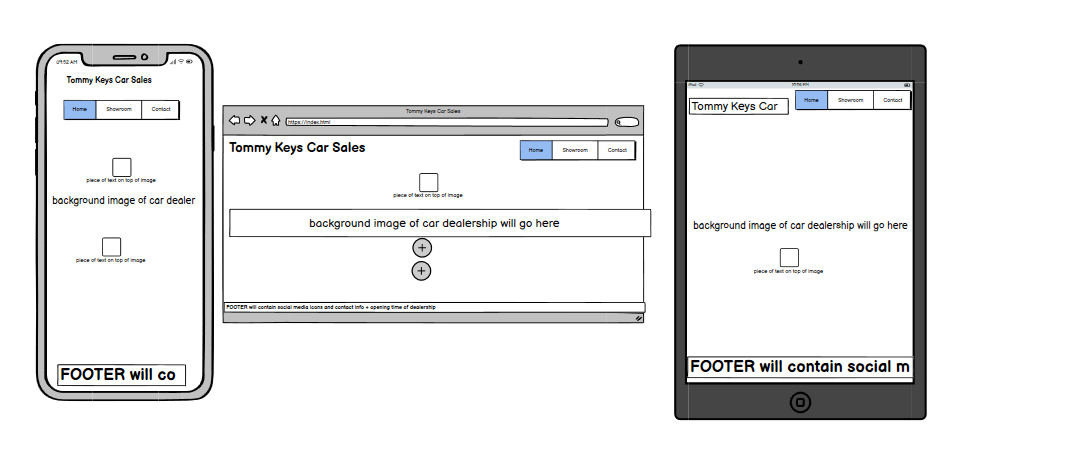 09:52 AM
Tommy Keys Car Sales
Home Showroom Contact
piece of text on top of image
background image of car dealer
piece of text on top of image
FOOTER will co
Tommy Keys Car Sales
https://index.html
Tommy Keys Car Sales
Home Showroom Contact
piece of text on top of image
background image of car dealership will go here
+
+
FOOTER will contain social media icons and contact info + opening time of dealership
iPad
Tommy Keys Car
Home Showroom Contact
background image of car dealership will go here
piece of text on top of image
FOOTER will contain social m